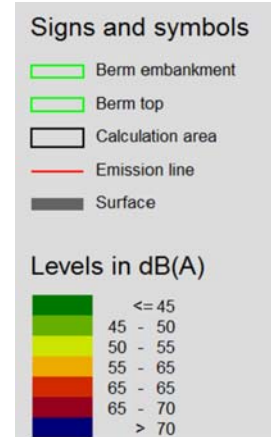 Signs and symbols
Berm embankment
Berm top
Calculation area
Emission line
Surface
Levels in dB(A)
<= 45
45 - 50
50 - 55
55 - 65
65 - 65
65 - 70
> 70